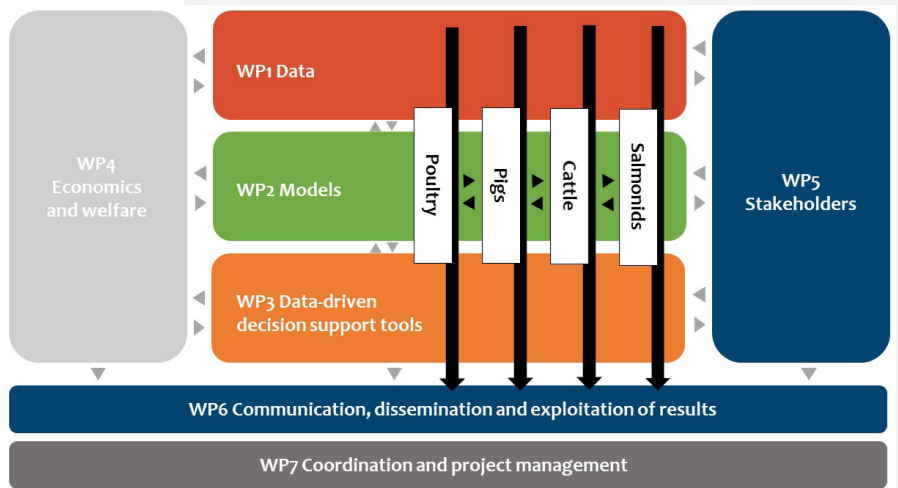 WP1 Data
WP4
Economics
and welfare
WP2 Models
Poultry
Pigs
Cattle
Salmonids
WP5
Stakeholders
WP3 Data-driven
decision support tools
WP6 Communication, dissemination and exploitation of results
WP7 Coordination and project management